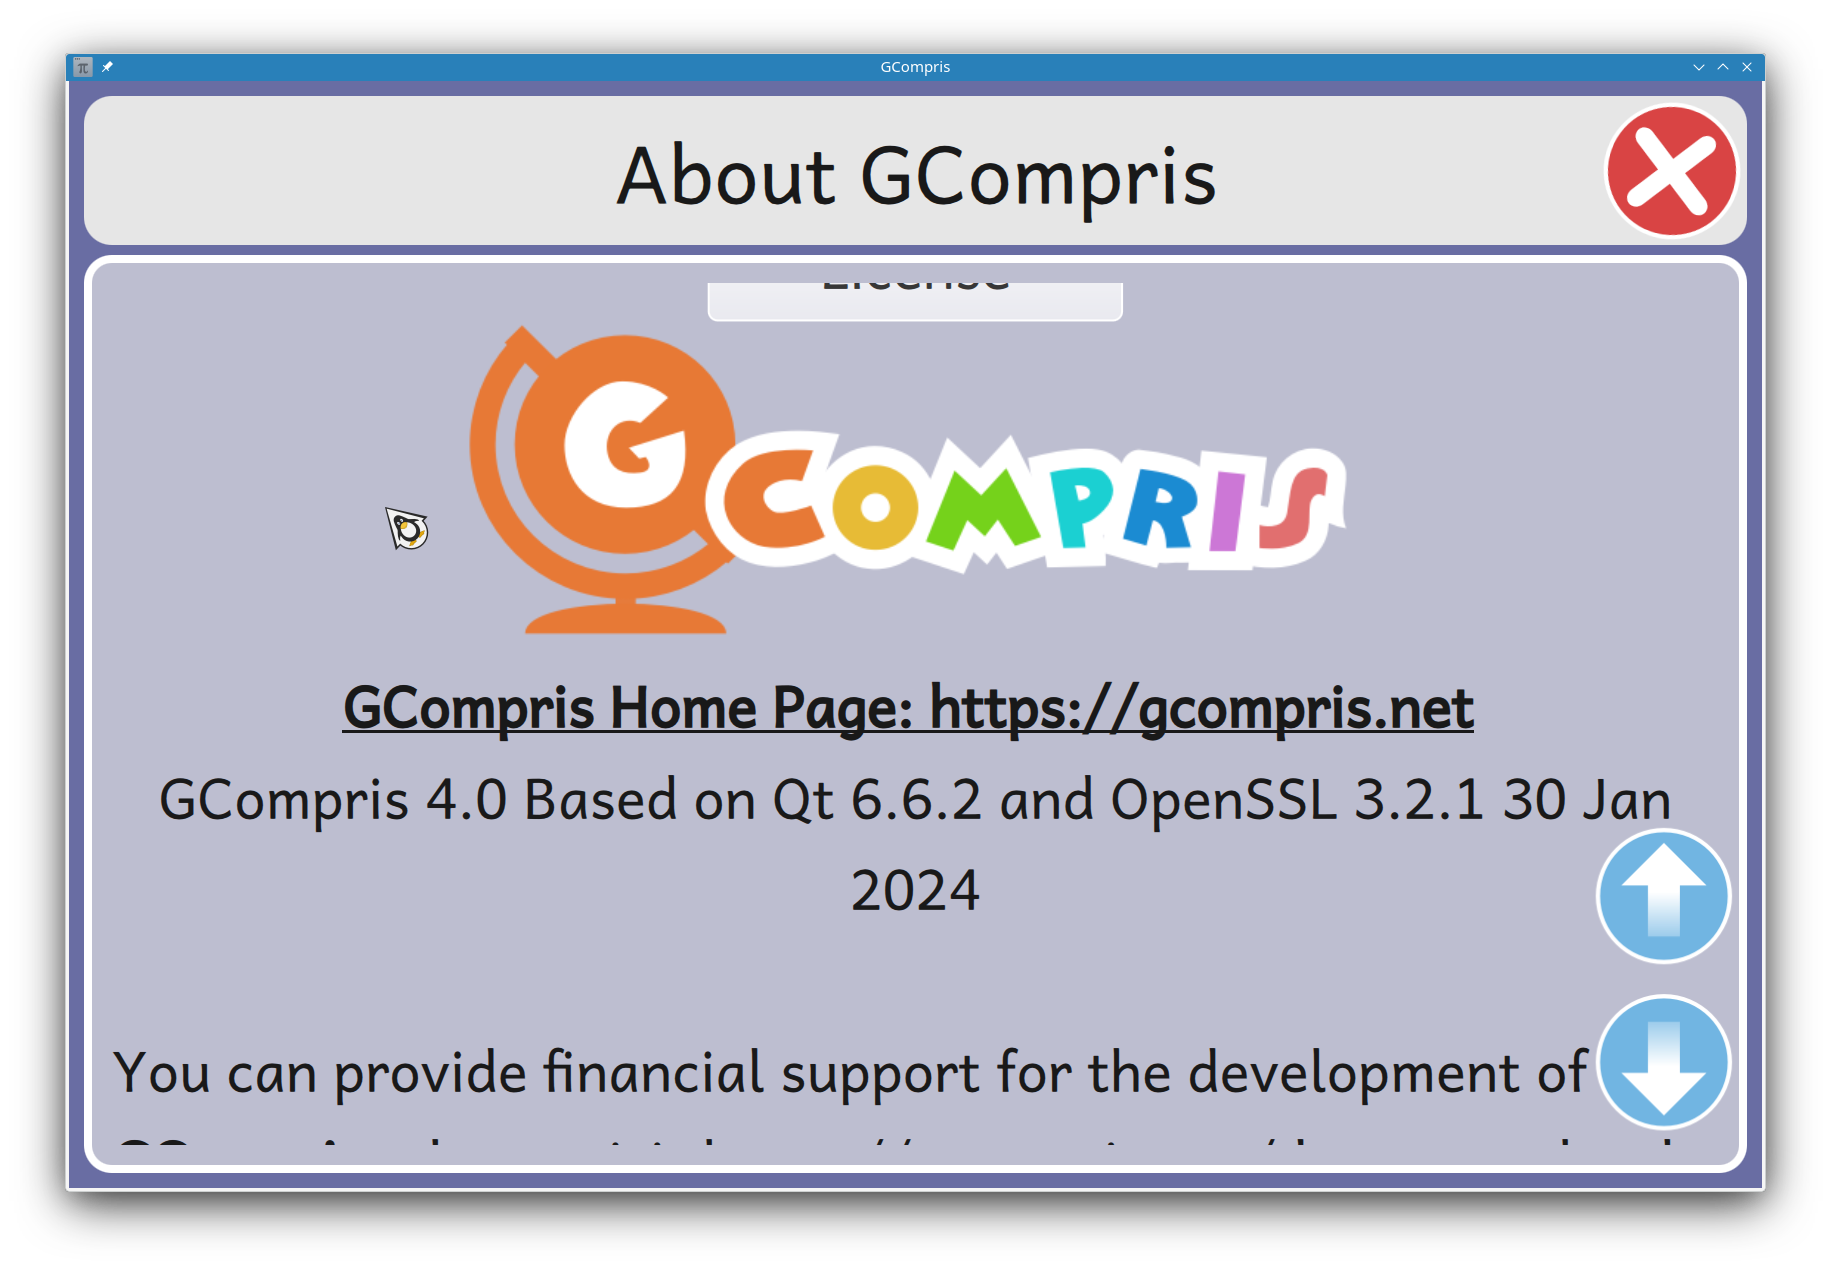 GCompris
About GCompris
License
GCOMPRIS
GCompris Home Page: https://gcompris.net
GCompris 4.0 Based on Qt 6.6.2 and OpenSSL 3.2.1 30 Jan
2024
You can provide financial support for the development of